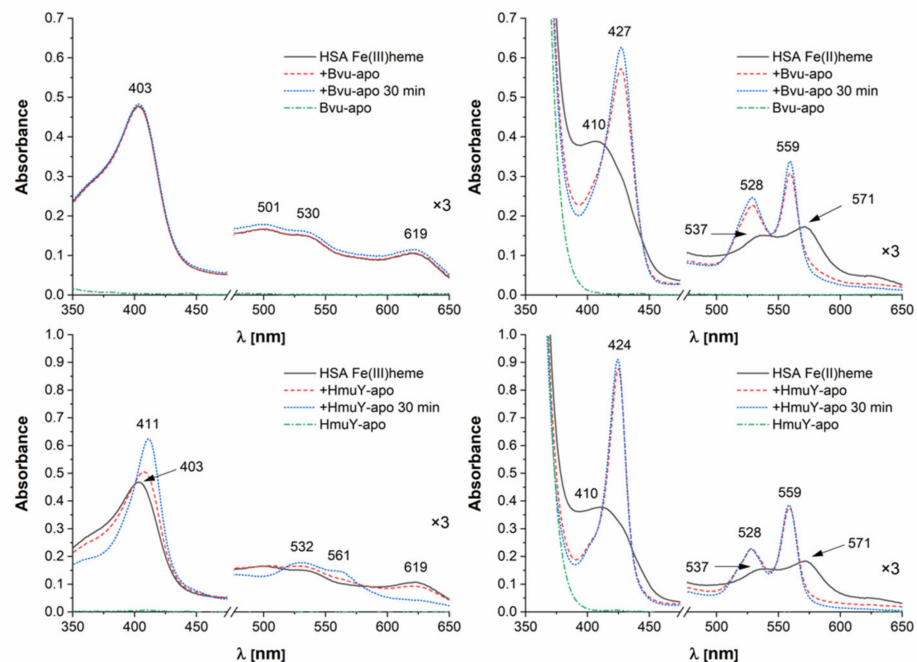 0.7
0.6
0.5
0.4
0.3
0.2
0.1
0.0
Absorbance
403
HSA Fe(III)heme
+Bvu-apo
+Bvu-apo 30 min
Bvu-apo
501
530
619
×3
350 400 450 500 550 600 650
λ [nm]
0.7
0.6
0.5
0.4
0.3
0.2
0.1
0.0
Absorbance
427
HSA Fe(II)heme
+Bvu-apo
+Bvu-apo 30 min
Bvu-apo
410
559
528
571
537
×3
400 450 500 550 600 650
λ [nm]
1.0
0.9
0.8
0.7
0.6
0.5
0.4
0.3
0.2
0.1
0.0
Absorbance
HSA Fe(III)heme
+HmuY-apo
+HmuY-apo 30 min
HmuY-apo
411
403
×3
532
561
619
350 400 450 500 550 600 650
λ [nm]
1.0
0.9
0.8
0.7
0.6
0.5
0.4
0.3
0.2
0.1
0.0
Absorbance
424
HSA Fe(II)heme
+HmuY-apo
+HmuY-apo 30 min
HmuY-apo
410
559
528
571
537
×3
400 450 500 550 600 650
λ [nm]